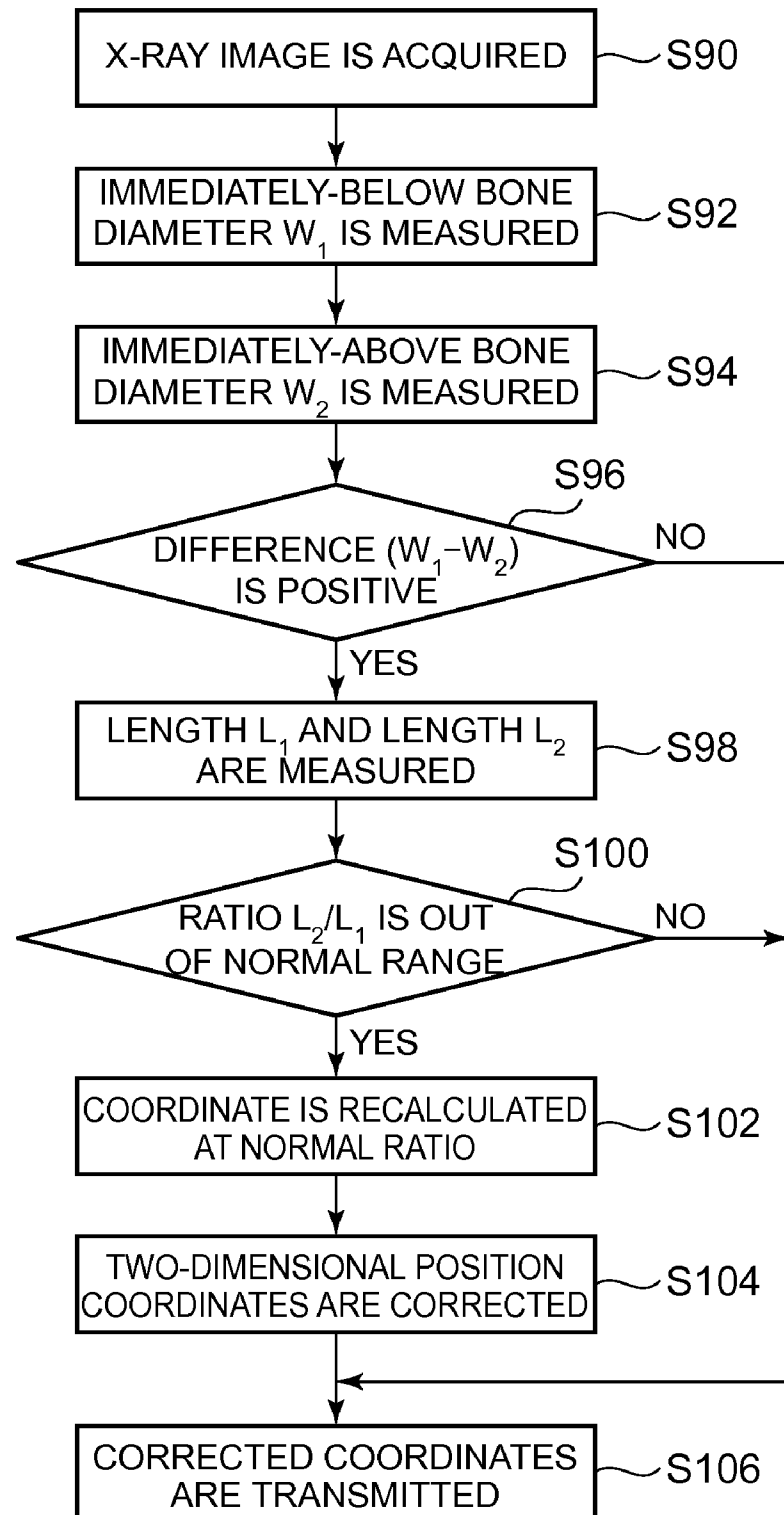 X-RAY IMAGE IS ACQUIRED
S90
IMMEDIATELY-BELOW BONE
DIAMETER W₁ IS MEASURED
S92
IMMEDIATELY-ABOVE BONE
DIAMETER W₂ IS MEASURED
S94
S96
DIFFERENCE (W₁−W₂)
IS POSITIVE
NO
YES
LENGTH L₁ AND LENGTH L₂
ARE MEASURED
S98
S100
RATIO L₂/L₁ IS OUT
OF NORMAL RANGE
NO
YES
COORDINATE IS RECALCULATED
AT NORMAL RATIO
S102
TWO-DIMENSIONAL POSITION
COORDINATES ARE CORRECTED
S104
CORRECTED COORDINATES
ARE TRANSMITTED
S106